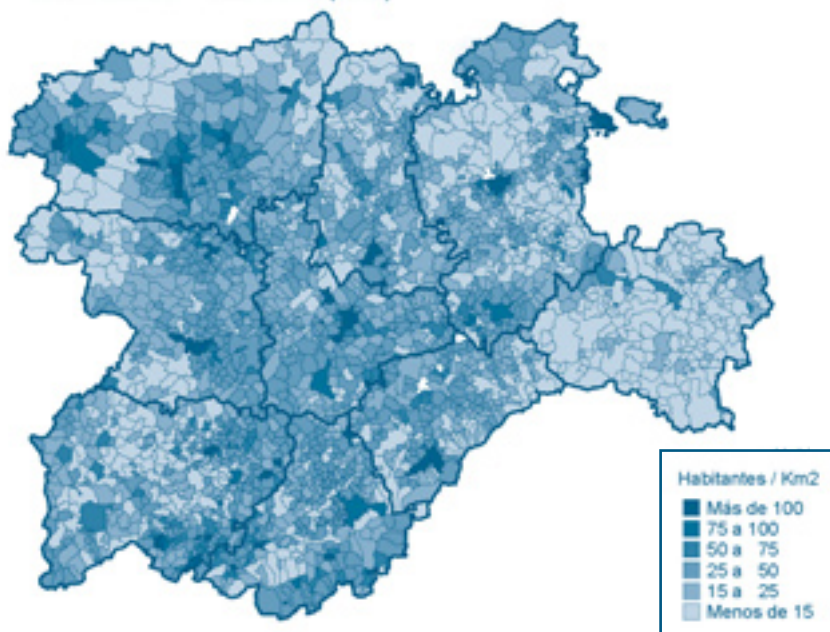 Habitantes / Km2
Más de 100
75 a 100
50 a 75
25 a 50
15 a 25
Menos de 15